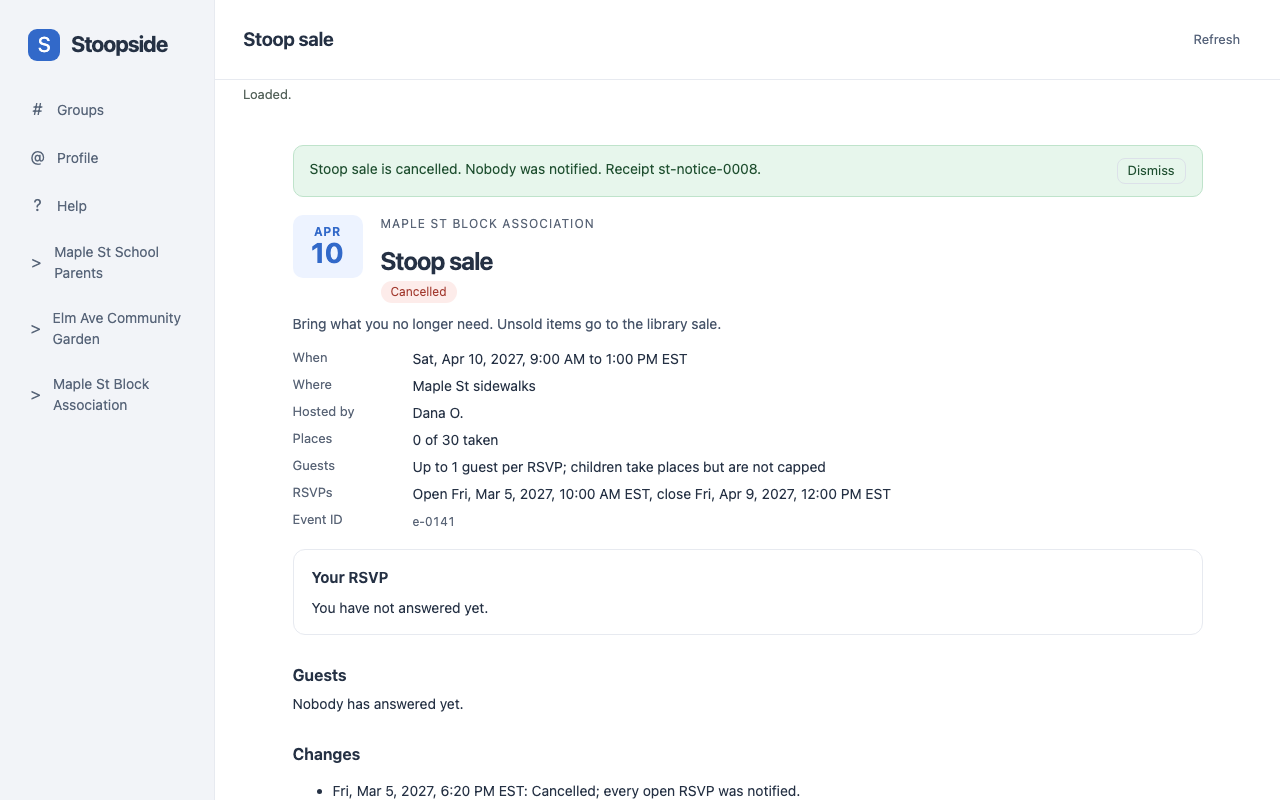 S Stoopside
# Groups
@ Profile
? Help
> Maple St School
Parents
> Elm Ave Community
Garden
> Maple St Block
Association
Stoop sale
Refresh
Loaded.
Stoop sale is cancelled. Nobody was notified. Receipt st-notice-0008.
Dismiss
APR
10
MAPLE ST BLOCK ASSOCIATION
Stoop sale
Cancelled
Bring what you no longer need. Unsold items go to the library sale.
When Sat, Apr 10, 2027, 9:00 AM to 1:00 PM EST
Where Maple St sidewalks
Hosted by Dana O.
Places 0 of 30 taken
Guests Up to 1 guest per RSVP; children take places but are not capped
RSVPs Open Fri, Mar 5, 2027, 10:00 AM EST, close Fri, Apr 9, 2027, 12:00 PM EST
Event ID e-0141
Your RSVP
You have not answered yet.
Guests
Nobody has answered yet.
Changes
• Fri, Mar 5, 2027, 6:20 PM EST: Cancelled; every open RSVP was notified.